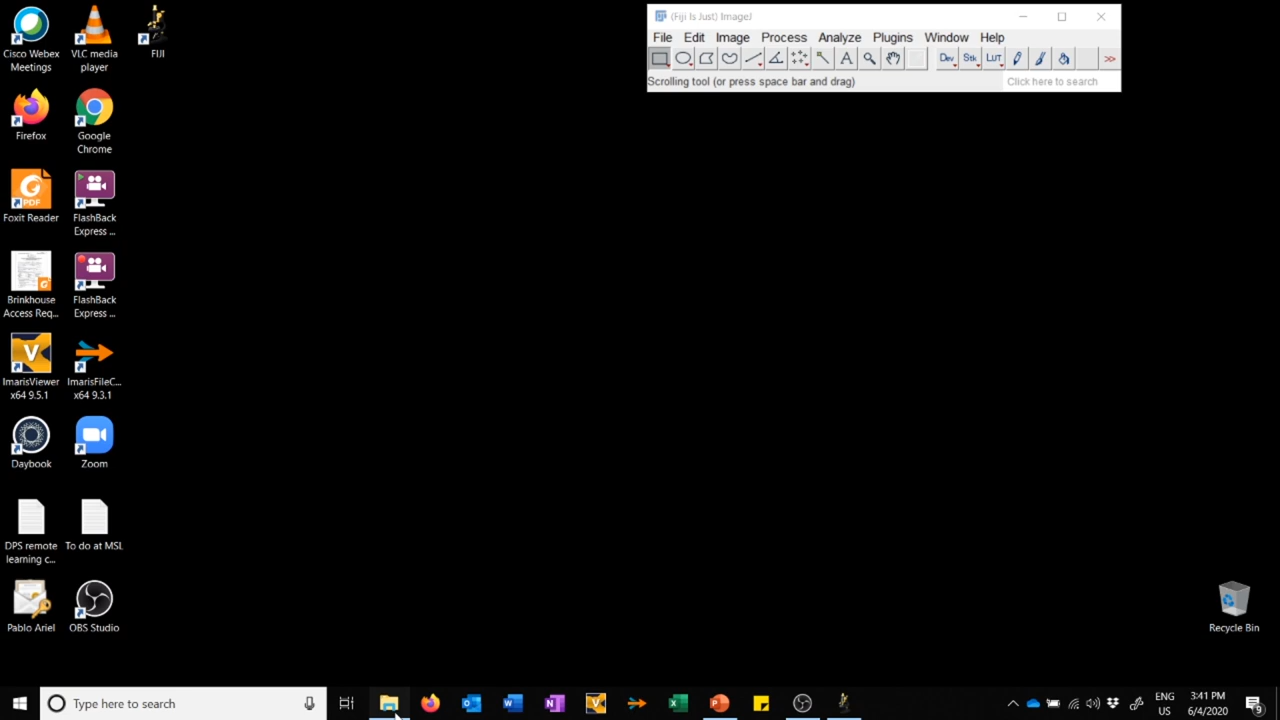 (Fiji Is Just) ImageJ
File Edit Image Process Analyze Plugins Window Help
A Dev Stk LUT >>
Scrolling tool (or press space bar and drag)
Click here to search
Cisco Webex
Meetings
VLC media
player
FIJI
Firefox
Google
Chrome
PDF
Foxit Reader
FlashBack
Express ...
Brinkhouse
Access Req...
FlashBack
Express ...
V
ImarisViewer
x64 9.5.1
ImarisFileC...
x64 9.3.1
Daybook
Zoom
DPS remote
learning c...
To do at MSL
Pablo Ariel
OBS Studio
Recycle Bin
Type here to search
ENG
US
3:41 PM
6/4/2020
9